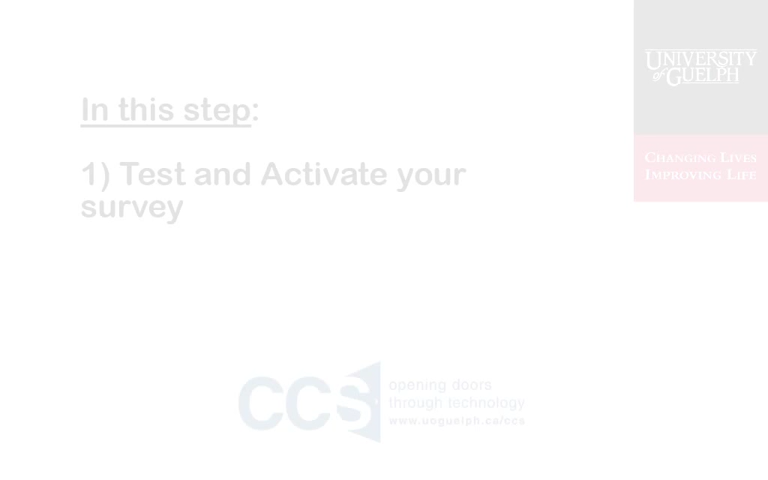 UNIVERSITY
of GUELPH
CHANGING LIVES
IMPROVING LIFE
In this step:
1) Test and Activate your
survey
CCS
opening doors
through technology
www.uoguelph.ca/ccs